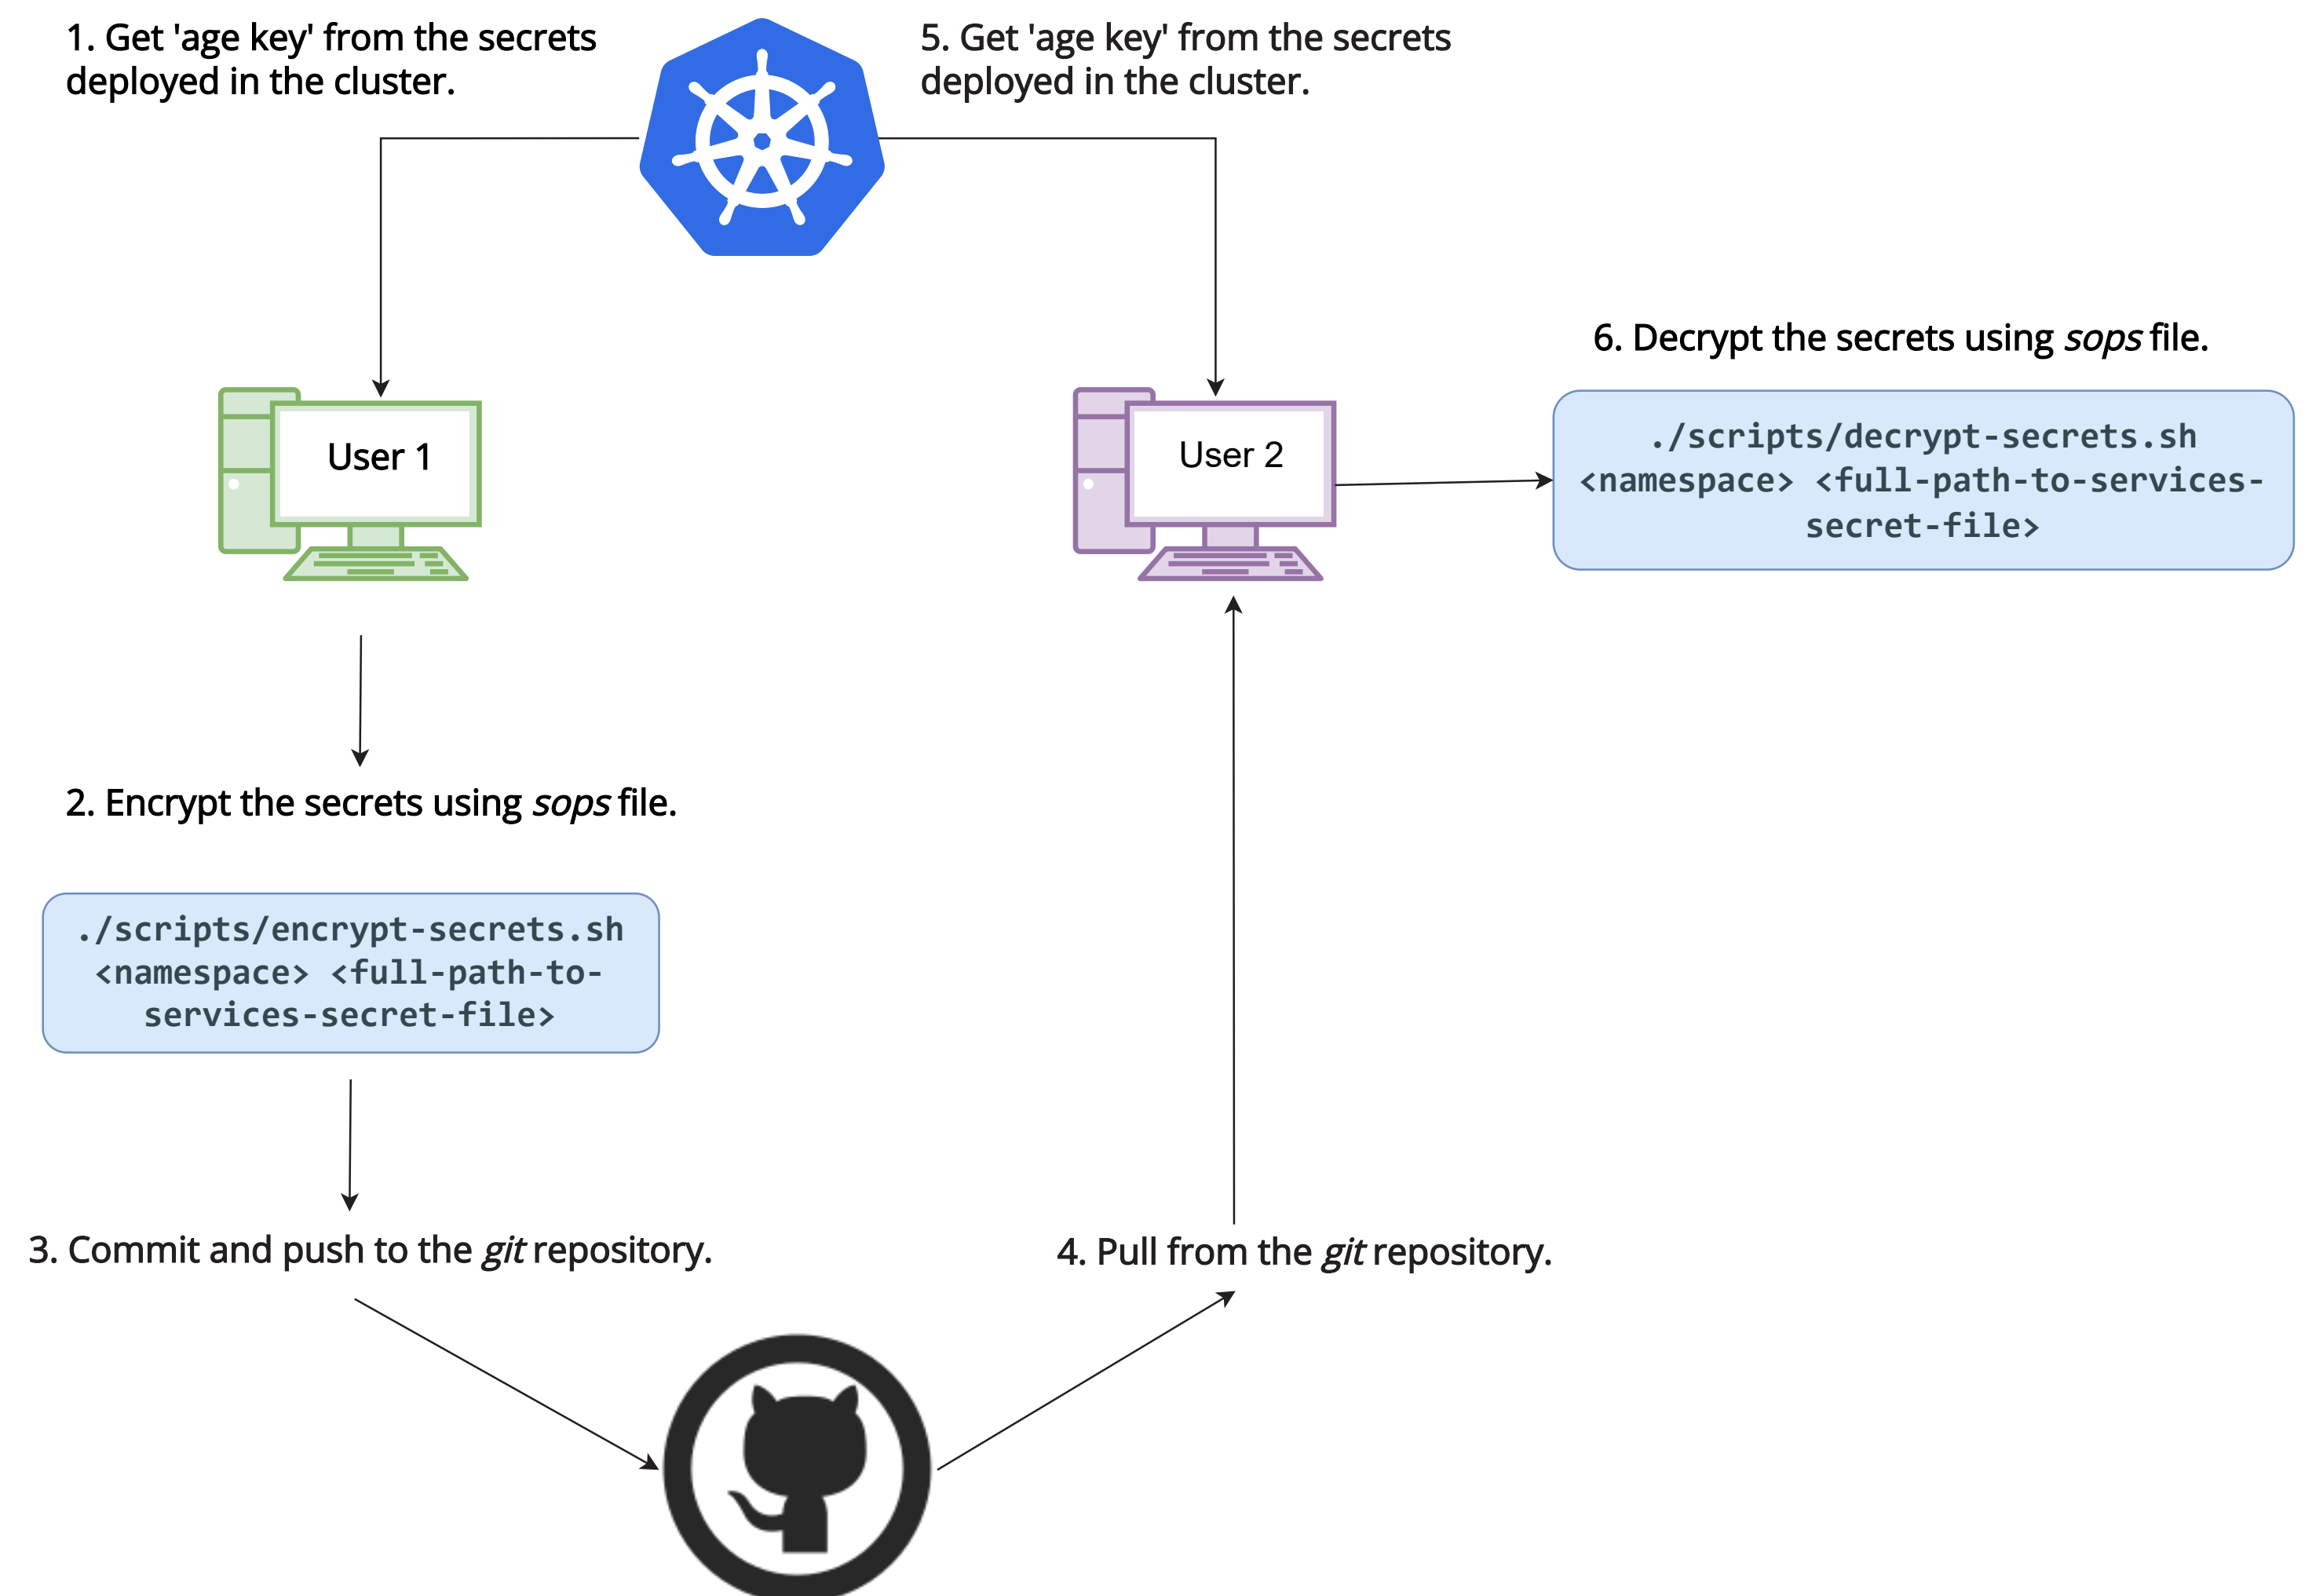 1. Get 'age key' from the secrets
deployed in the cluster.
5. Get 'age key' from the secrets
deployed in the cluster.
User 1
User 2
6. Decrypt the secrets using sops file.
./scripts/decrypt-secrets.sh
<namespace> <full-path-to-services-
secret-file>
2. Encrypt the secrets using sops file.
./scripts/encrypt-secrets.sh
<namespace> <full-path-to-
services-secret-file>
3. Commit and push to the git repository.
4. Pull from the git repository.